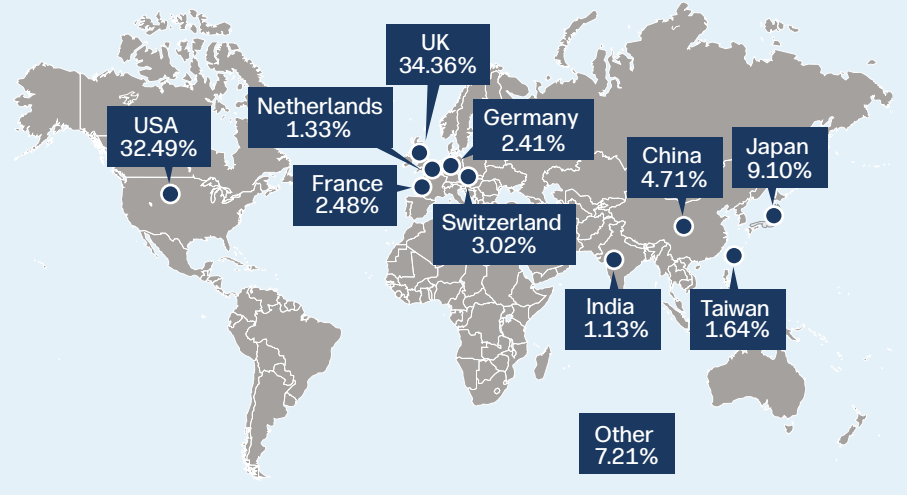 UK
34.36%
Netherlands
1.33%
Germany
2.41%
USA
32.49%
China
4.71%
Japan
9.10%
France
2.48%
Switzerland
3.02%
India
1.13%
Taiwan
1.64%
Other
7.21%